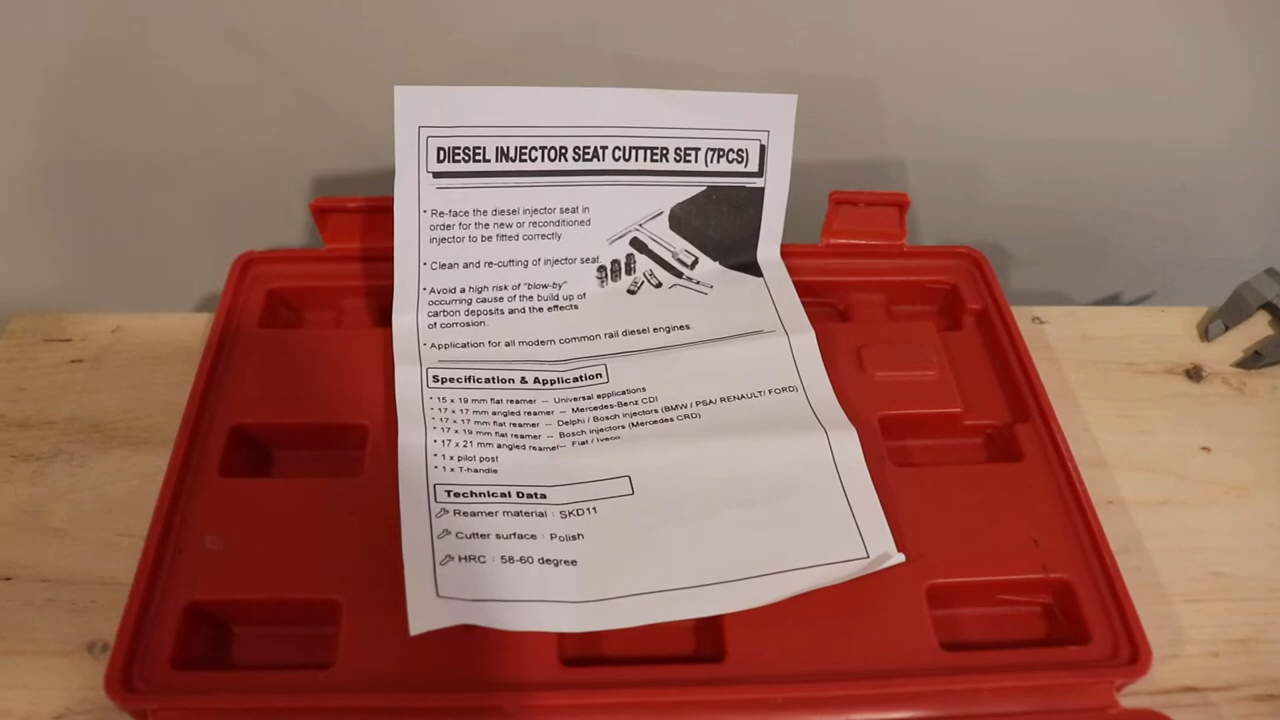 DIESEL INJECTOR SEAT CUTTER SET (7PCS)
* Re-face the diesel injector seat in
order for the new or reconditioned
injector to be fitted correctly.
* Clean and re-cutting of injector seat.
* Avoid a high risk of "blow-by"
occurring cause of the build up of
carbon deposits and the effects
of corrosion.
* Application for all modern common rail diesel engines.
Specification & Application
* 15 x 19 mm flat reamer -- Universal applications
* 17 x 17 mm angled reamer -- Mercedes-Benz CDI
* 17 x 17 mm flat reamer -- Delphi / Bosch injectors (BMW / PSA/ RENAULT/ FORD)
* 17 x 19 mm flat reamer -- Bosch injectors (Mercedes CRD)
* 17 x 21 mm angled reamer-- Fiat / Iveco
* 1 x pilot post
* 1 x T-handle
Technical Data
Reamer material : SKD11
Cutter surface : Polish
HRC : 58-60 degree